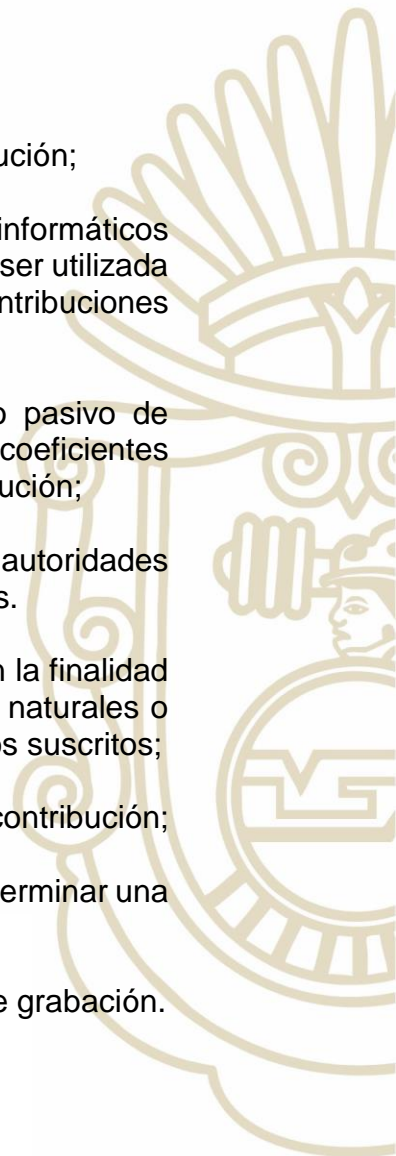 ución;
informáticos
ser utilizada
ntribuciones
o pasivo de
coeficientes
ución;
autoridades
s.
n la finalidad
naturales o
os suscritos;
contribución;
erminar una
e grabación.